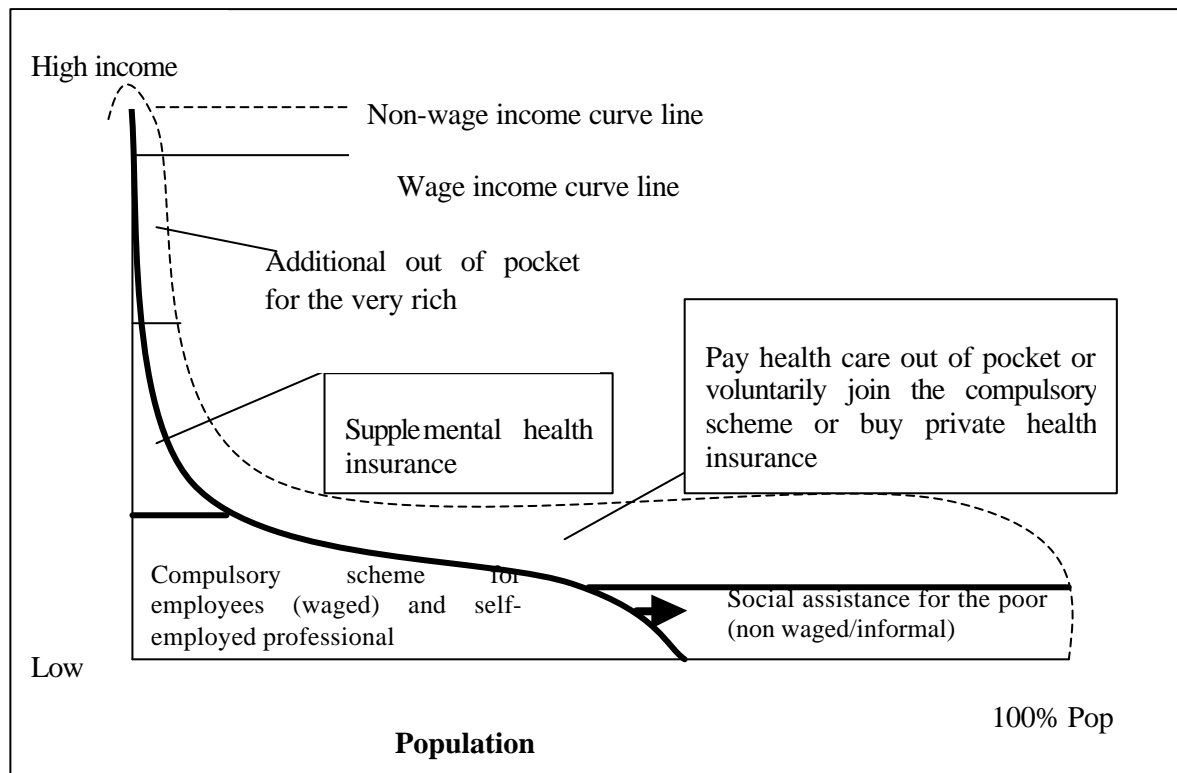 High income
Non-wage income curve line
Wage income curve line
Additional out of pocket
for the very rich
Pay health care out of pocket or
voluntarily join the compulsory
scheme or buy private health
insurance
Supplemental health
insurance
Compulsory scheme for
employees (waged) and self-
employed professional
Social assistance for the poor
(non waged/informal)
Low
100% Pop
Population